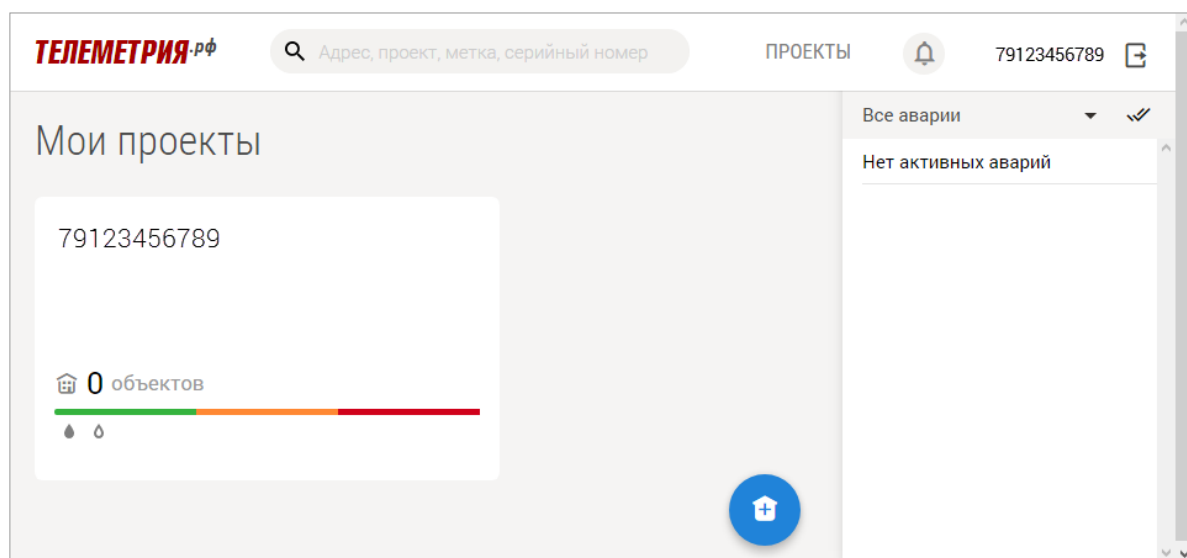 ТЕЛЕМЕТРИЯ.РФ
Адрес, проект, метка, серийный номер
ПРОЕКТЫ
79123456789
Мои проекты
79123456789
0 объектов
Все аварии
Нет активных аварий